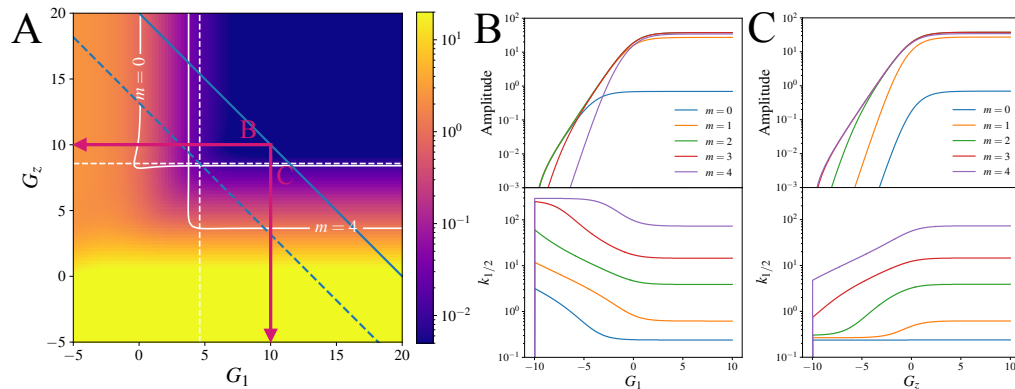 A
20
15
10
5
0
−5
G_z
−5
0
5
10
15
20
G_1
m = 0
m = 4
B
C
10^1
10^0
10^{-1}
10^{-2}
B
10^2
10^1
10^0
10^{-1}
10^{-2}
10^{-3}
Amplitude
m = 0
m = 1
m = 2
m = 3
m = 4
10^2
10^1
10^0
10^{-1}
k_{1/2}
−10
−5
0
5
10
G_1
C
10^2
10^1
10^0
10^{-1}
10^{-2}
10^{-3}
Amplitude
m = 0
m = 1
m = 2
m = 3
m = 4
10^2
10^1
10^0
10^{-1}
k_{1/2}
−10
−5
0
5
10
G_z